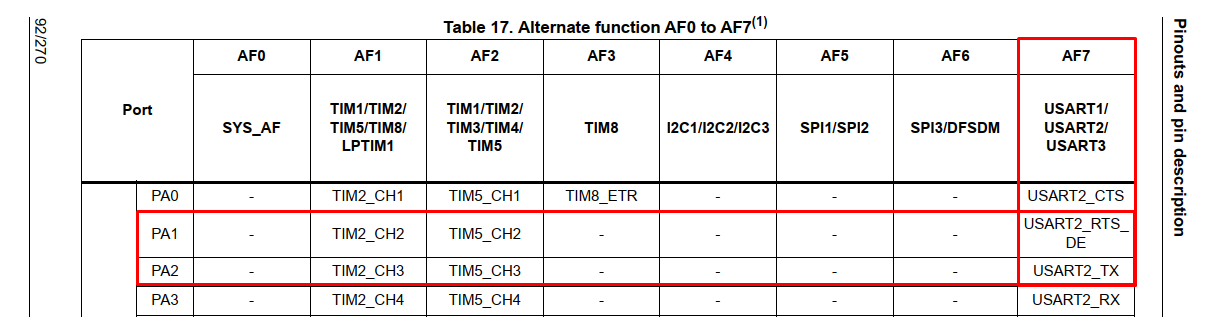 92/270
Pinouts and pin description
Table 17. Alternate function AF0 to AF7(1)
AF0 AF1 AF2 AF3 AF4 AF5 AF6 AF7
Port
SYS_AF
TIM1/TIM2/
TIM5/TIM8/
LPTIM1
TIM1/TIM2/
TIM3/TIM4/
TIM5
TIM8
I2C1/I2C2/I2C3
SPI1/SPI2
SPI3/DFSDM
USART1/
USART2/
USART3
PA0 - TIM2_CH1 TIM5_CH1 TIM8_ETR - - - USART2_CTS
PA1 - TIM2_CH2 TIM5_CH2 - - - - USART2_RTS_
DE
PA2 - TIM2_CH3 TIM5_CH3 - - - - USART2_TX
PA3 - TIM2_CH4 TIM5_CH4 - - - - USART2_RX